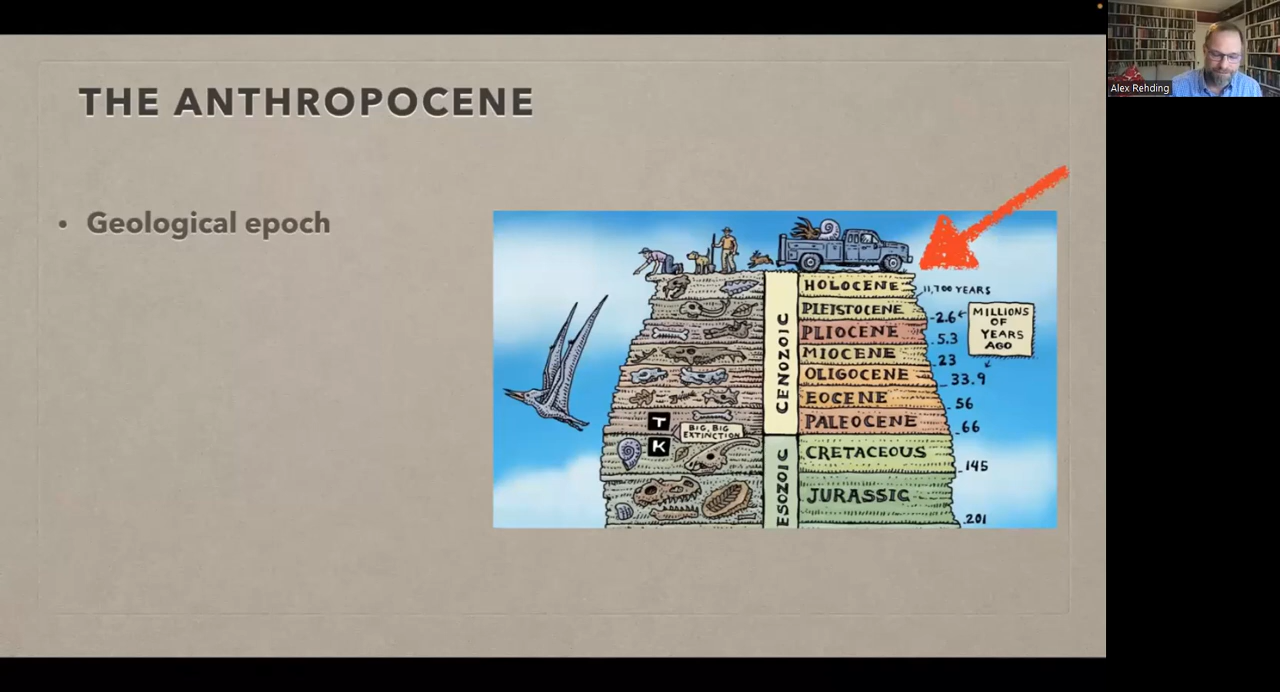 THE ANTHROPOCENE
• Geological epoch
Alex Rehding
HOLOCENE
11,700 YEARS
PLEISTOCENE
2.6
MILLIONS
OF
YEARS
AGO
PLIOCENE
5.3
MIOCENE
23
OLIGOCENE
33.9
EOCENE
56
PALEOCENE
66
CENOZOIC
T
BIG, BIG
EXTINCTION
K
CRETACEOUS
145
ESOZOIC
JURASSIC
201